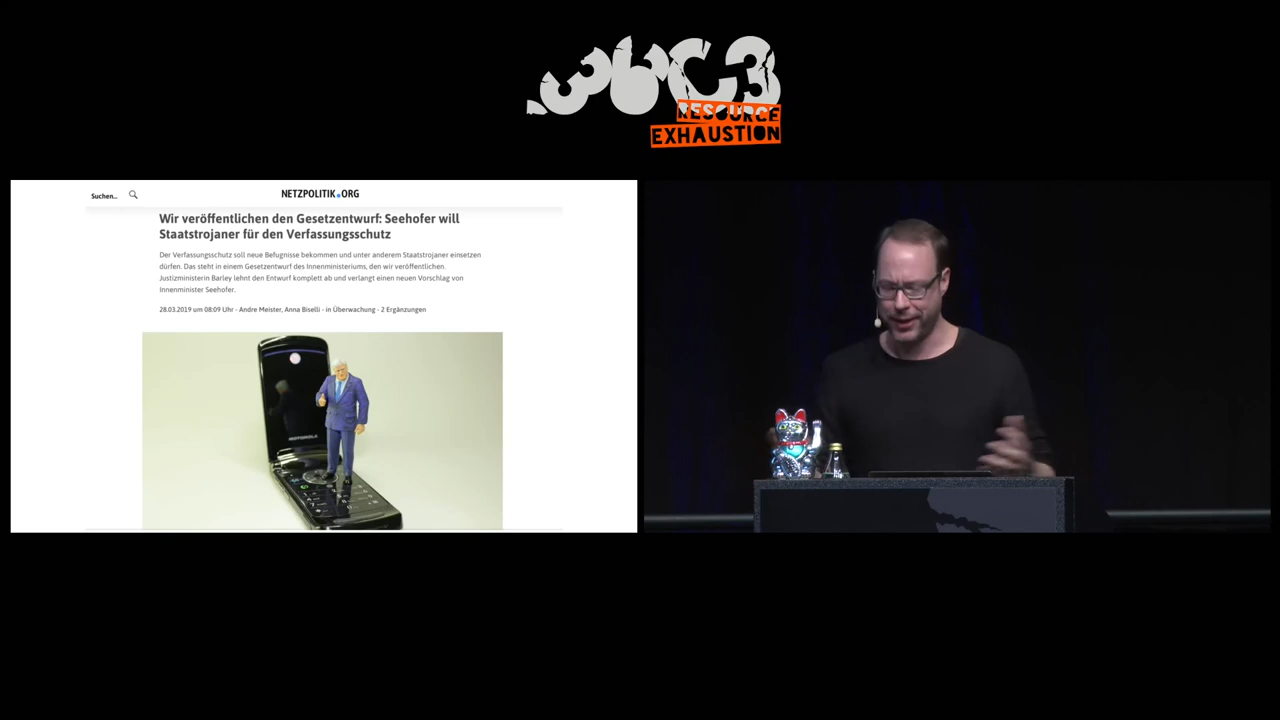 36C3
RESOURCE
EXHAUSTION
Suchen...
NETZPOLITIK.ORG
Wir veröffentlichen den Gesetzentwurf: Seehofer will
Staatstrojaner für den Verfassungsschutz
Der Verfassungsschutz soll neue Befugnisse bekommen und unter anderem Staatstrojaner einsetzen
dürfen. Das steht in einem Gesetzentwurf des Innenministeriums, den wir veröffentlichen.
Justizministerin Barley lehnt den Entwurf komplett ab und verlangt einen neuen Vorschlag von
Innenminister Seehofer.
28.03.2019 um 08:09 Uhr - Andre Meister, Anna Biselli - in Überwachung - 2 Ergänzungen
MOTOROLA